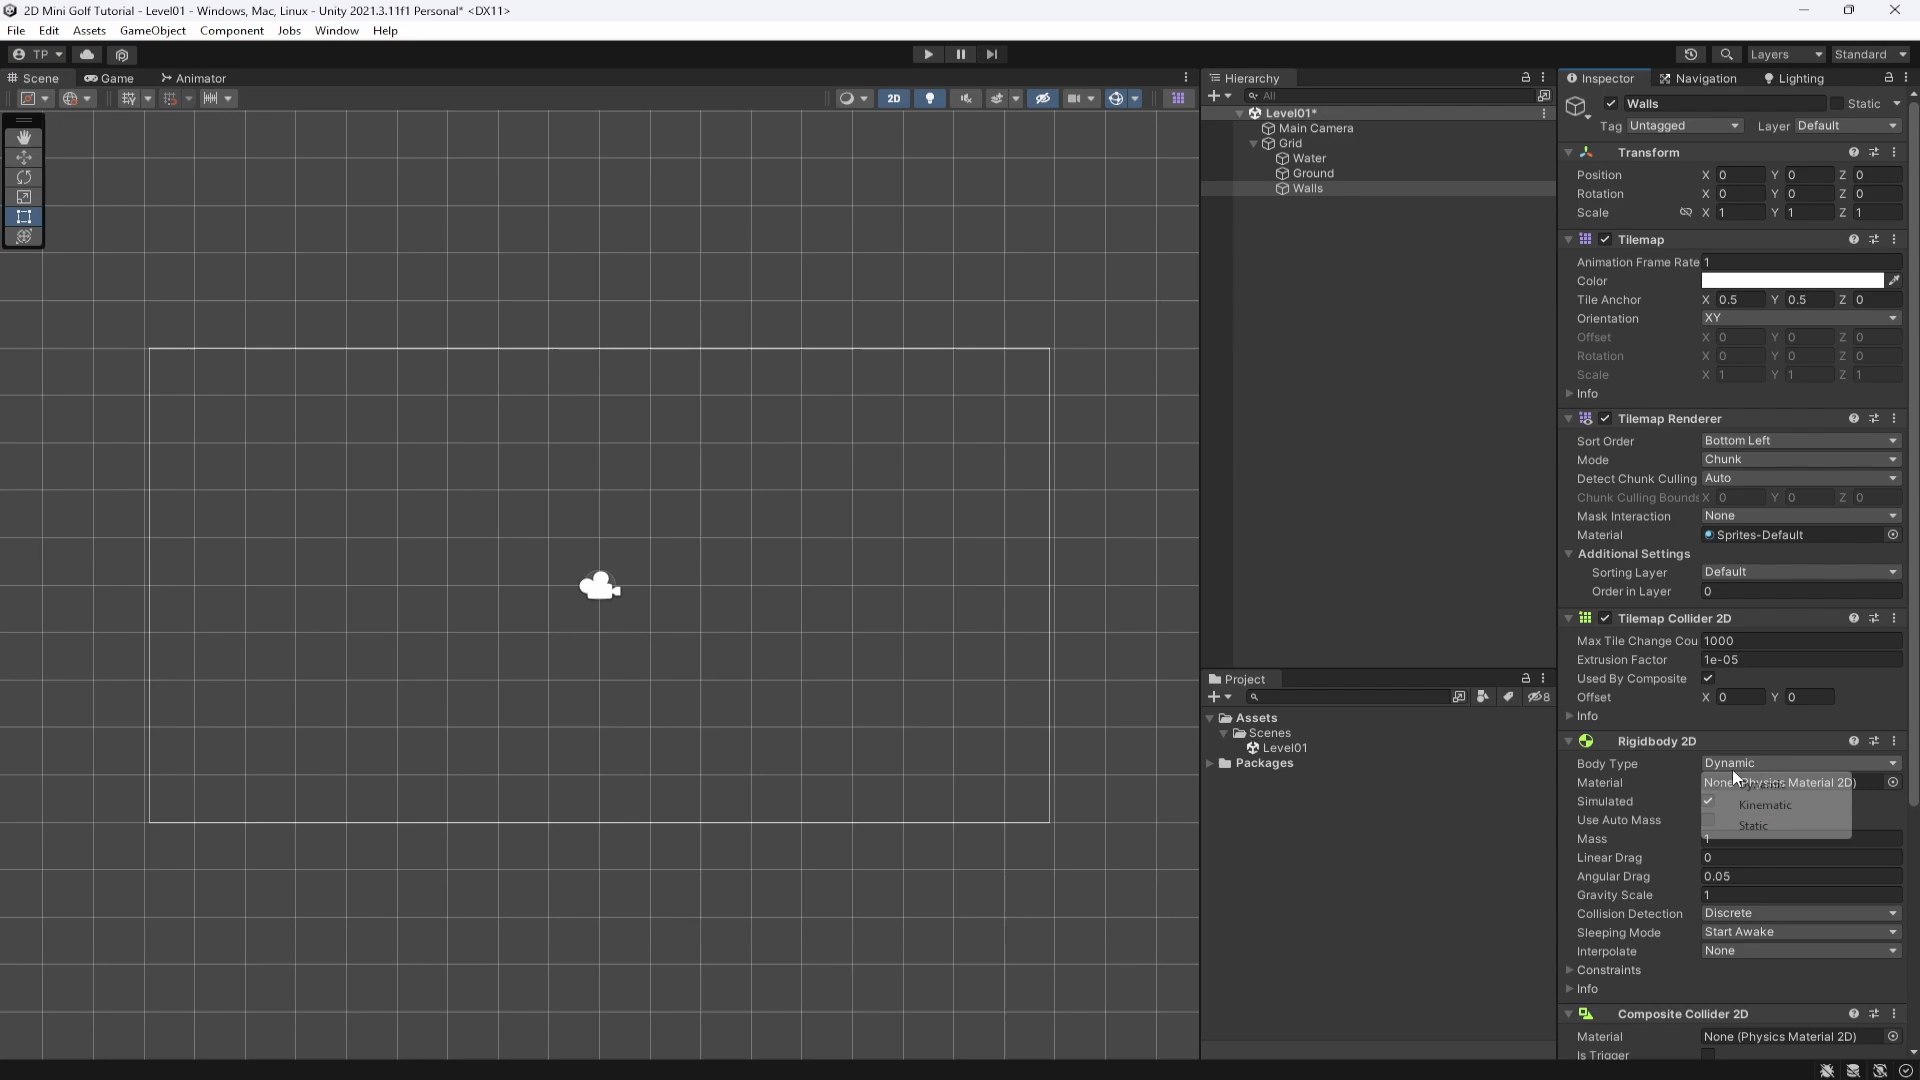 2D Mini Golf Tutorial - Level01 - Windows, Mac, Linux - Unity 2021.3.11f1 Personal* <DX11>
File Edit Assets GameObject Component Jobs Window Help
TP Layers Standard
Scene Game Animator
2D
Hierarchy
All
Level01*
Main Camera
Grid
Water
Ground
Walls
Project
8
Assets
Scenes
Level01
Packages
Inspector Navigation Lighting
Walls Static
Tag Untagged Layer Default
Transform
Position X 0 Y 0 Z 0
Rotation X 0 Y 0 Z 0
Scale X 1 Y 1 Z 1
Tilemap
Animation Frame Rate 1
Color
Tile Anchor X 0.5 Y 0.5 Z 0
Orientation XY
Offset X 0 Y 0 Z 0
Rotation X 0 Y 0 Z 0
Scale X 1 Y 1 Z 1
Info
Tilemap Renderer
Sort Order Bottom Left
Mode Chunk
Detect Chunk Culling Auto
Chunk Culling Bounds X 0 Y 0 Z 0
Mask Interaction None
Material Sprites-Default
Additional Settings
Sorting Layer Default
Order in Layer 0
Tilemap Collider 2D
Max Tile Change Cou 1000
Extrusion Factor 1e-05
Used By Composite
Offset X 0 Y 0
Info
Rigidbody 2D
Body Type Dynamic
Material None (Physics Material 2D)
Simulated
Kinematic
Use Auto Mass
Static
Mass 1
Linear Drag 0
Angular Drag 0.05
Gravity Scale 1
Collision Detection Discrete
Sleeping Mode Start Awake
Interpolate None
Constraints
Info
Composite Collider 2D
Material None (Physics Material 2D)
Is Trigger